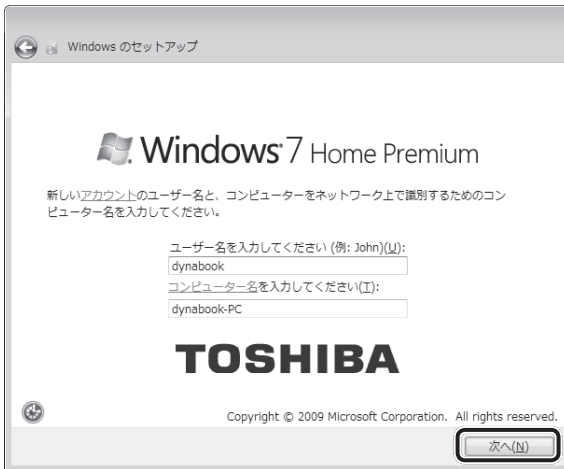 Windows のセットアップ
Windows 7 Home Premium
新しいアカウントのユーザー名と、コンピューターをネットワーク上で識別するためのコン
ピューター名を入力してください。
ユーザー名を入力してください (例: John)(U):
dynabook
コンピューター名を入力してください(T):
dynabook-PC
TOSHIBA
Copyright © 2009 Microsoft Corporation. All rights reserved.
次へ(N)